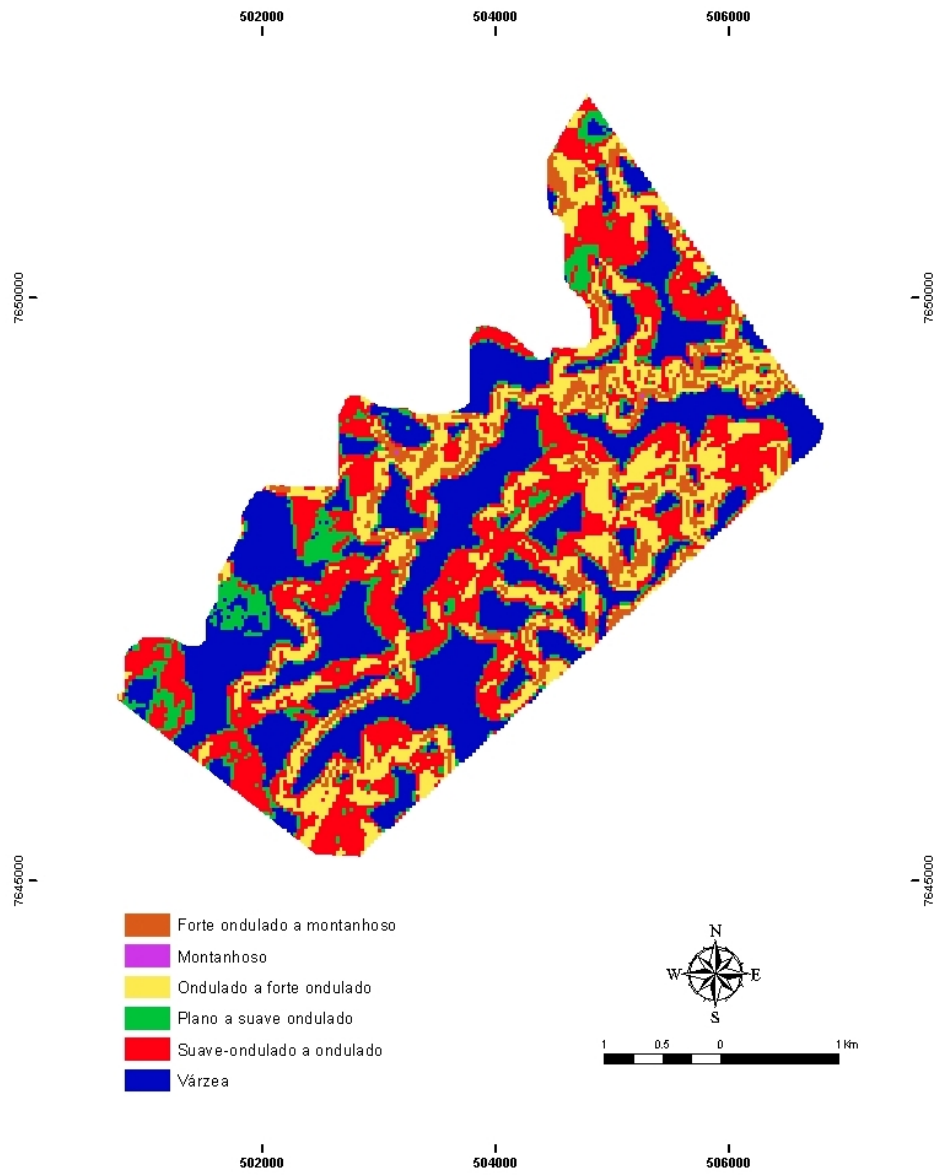 502000 504000 506000
7650000 7650000
7645000 7645000
Forte ondulado a montanhoso
Montanhoso
Ondulado a forte ondulado
Plano a suave ondulado
Suave-ondulado a ondulado
Várzea
N
W E
S
1 0.5 0 1 Km
502000 504000 506000